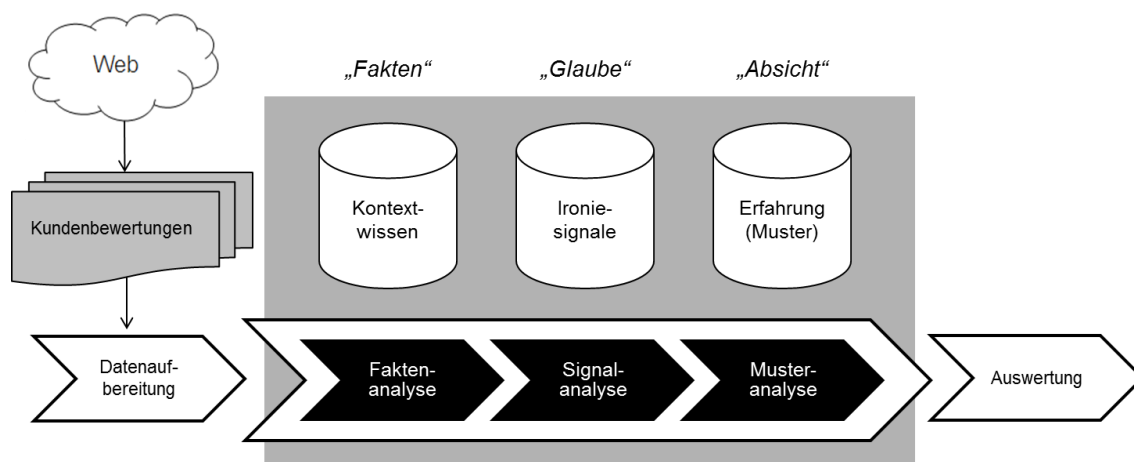 Web
„Fakten“
„Glaube“
„Absicht“
Kundenbewertungen
Kontext-
wissen
Ironie-
signale
Erfahrung
(Muster)
Datenauf-
bereitung
Fakten-
analyse
Signal-
analyse
Muster-
analyse
Auswertung